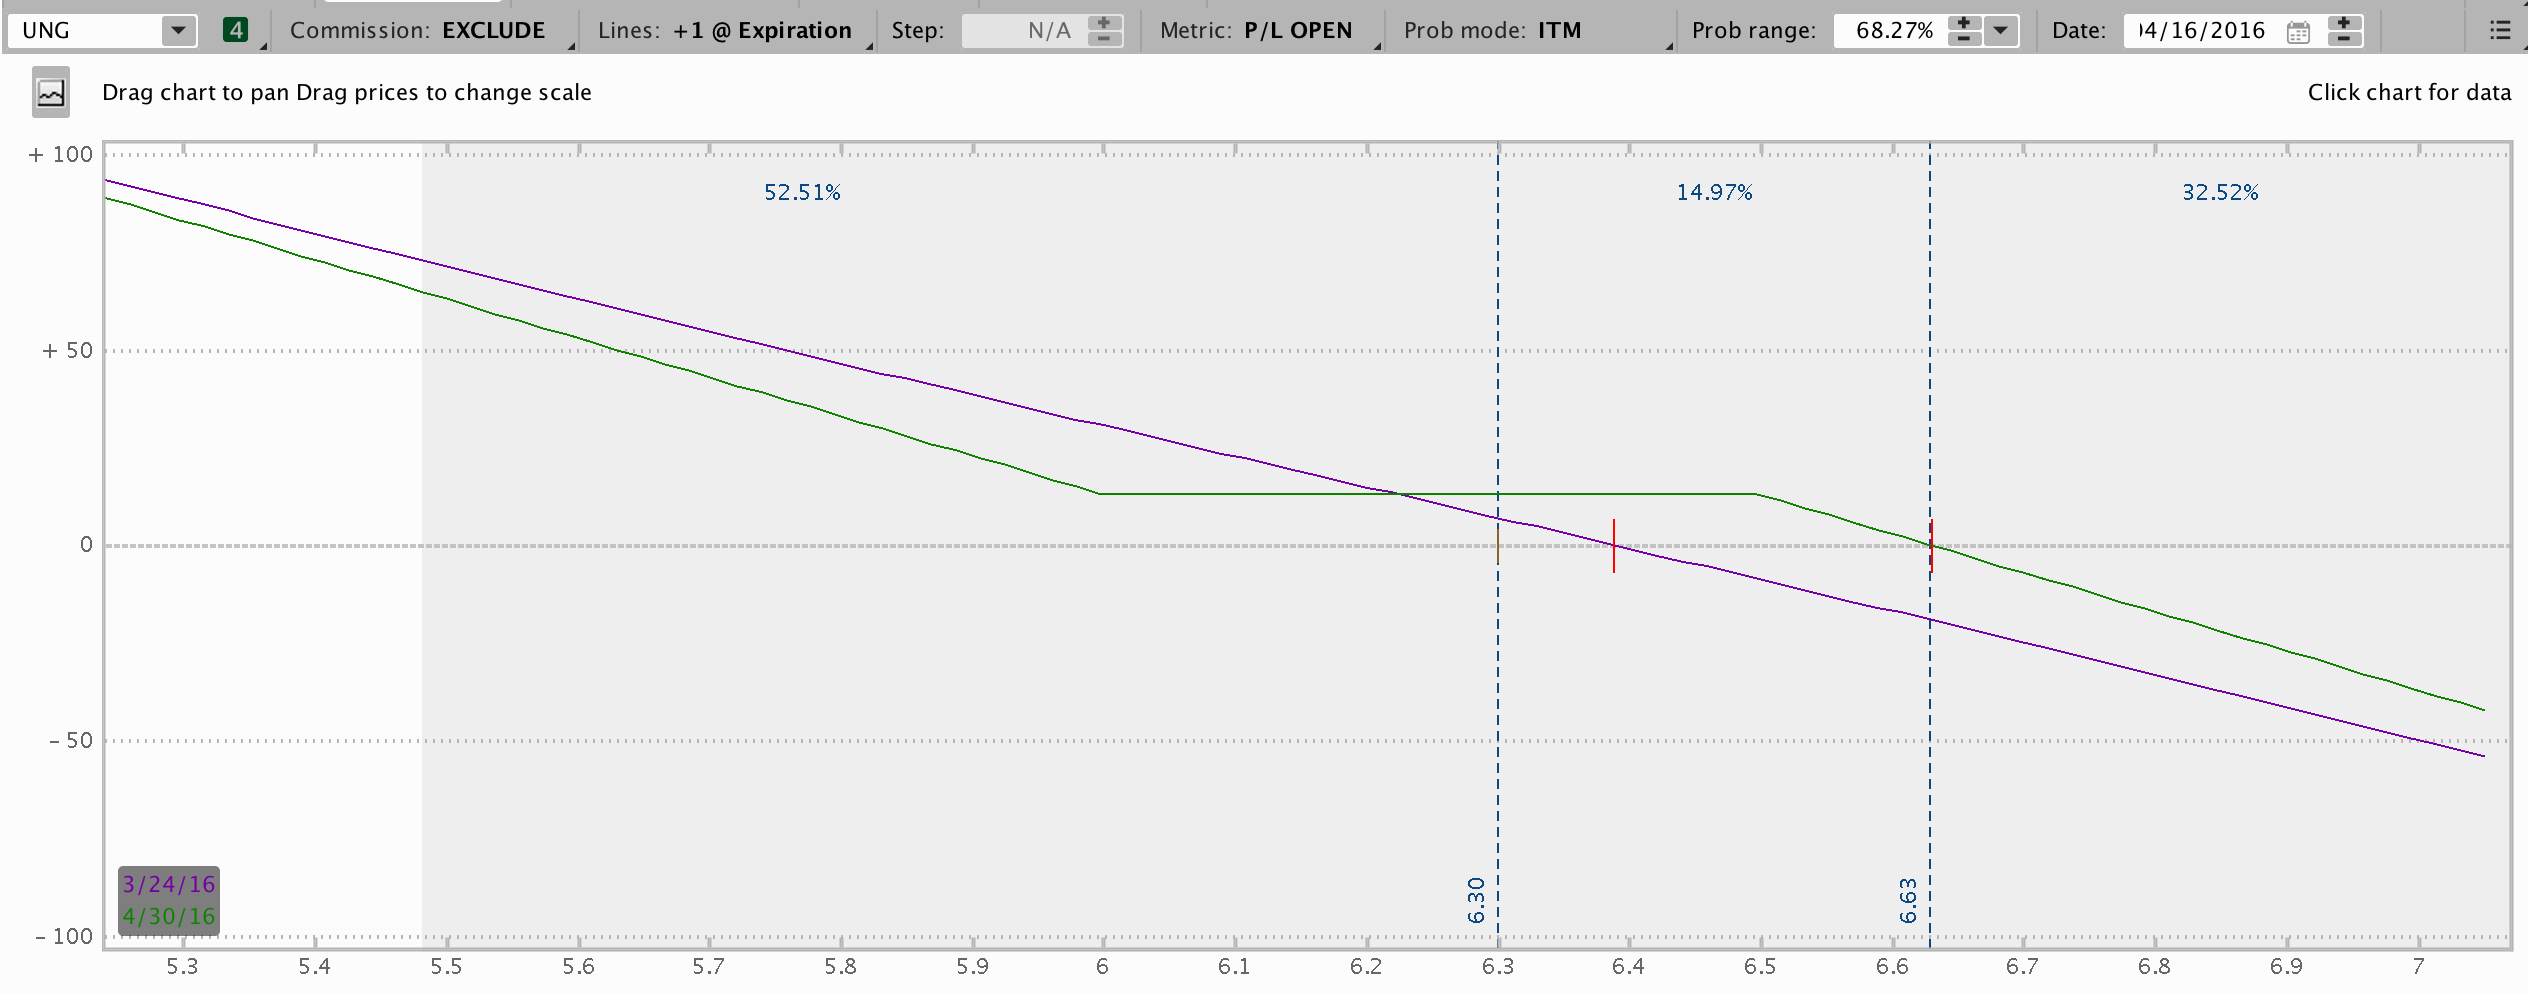 UNG 4 Commission: EXCLUDE Lines: +1 @ Expiration Step: N/A Metric: P/L OPEN Prob mode: ITM Prob range: 68.27% Date: 04/16/2016
Drag chart to pan Drag prices to change scale Click chart for data
+ 100
52.51% 14.97% 32.52%
+ 50
0
- 50
3/24/16
4/30/16
6.30
6.63
- 100
5.3 5.4 5.5 5.6 5.7 5.8 5.9 6 6.1 6.2 6.3 6.4 6.5 6.6 6.7 6.8 6.9 7